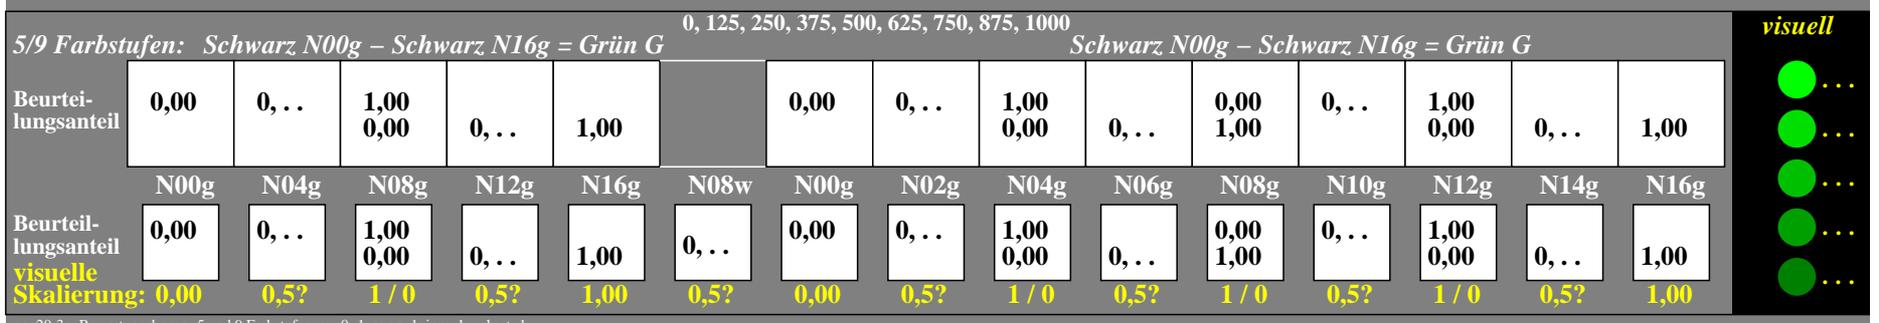 0, 125, 250, 375, 500, 625, 750, 875, 1000
visuell
5/9 Farbstufen: Schwarz N00g – Schwarz N16g = Grün G
Schwarz N00g – Schwarz N16g = Grün G
Beurtei-
lungsanteil
0,00 0, . . 1,00 0,00 0, . . 1,00 0,00 0, . . 1,00
0,00 0, . . 1,00 0,00 0, . . 1,00 0,00 0, . . 1,00
. . .
. . .
. . .
N00g N04g N08g N12g N16g N08w N00g N02g N04g N06g N08g N10g N12g N14g N16g
Beurteil-
lungsanteil
0,00 0, . . 1,00 0, . . 0,00 0, . . 1,00 0,00 0, . . 1,00
0,00 0, . . 1,00 0,00 0, . . 1,00 0,00 0, . . 1,00
. . .
. . .
visuelle
Skalierung: 0,00 0,5? 1 / 0 0,5? 1,00 0,5? 0,00 0,5? 1 / 0 0,5? 1 / 0 0,5? 1 / 0 0,5? 1,00